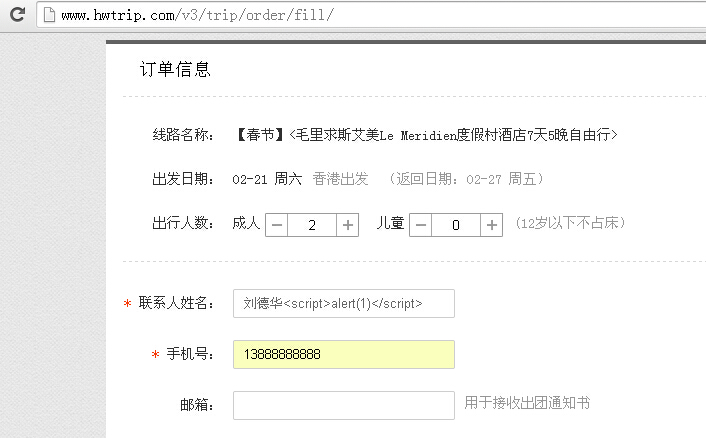 www.hwtrip.com/v3/trip/order/fill/
订单信息
线路名称： 【春节】<毛里求斯艾美Le Meridien度假村酒店7天5晚自由行>
出发日期： 02-21 周六 香港出发 （返回日期：02-27 周五）
出行人数： 成人 － 2 ＋ 儿童 － 0 ＋ （12岁以下不占床）
* 联系人姓名： 刘德华<script>alert(1)</script>
* 手机号： 13888888888
邮箱： 用于接收出团通知书